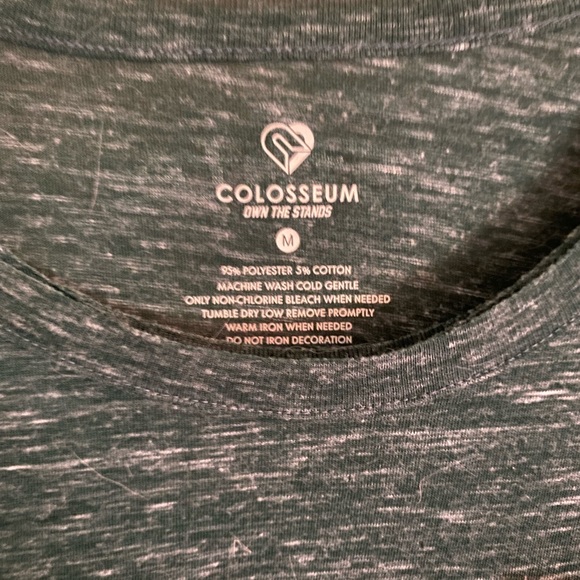 COLOSSEUM
OWN THE STANDS
M
95% POLYESTER 5% COTTON
MACHINE WASH COLD GENTLE
ONLY NON-CHLORINE BLEACH WHEN NEEDED
TUMBLE DRY LOW REMOVE PROMPTLY
WARM IRON WHEN NEEDED
DO NOT IRON DECORATION